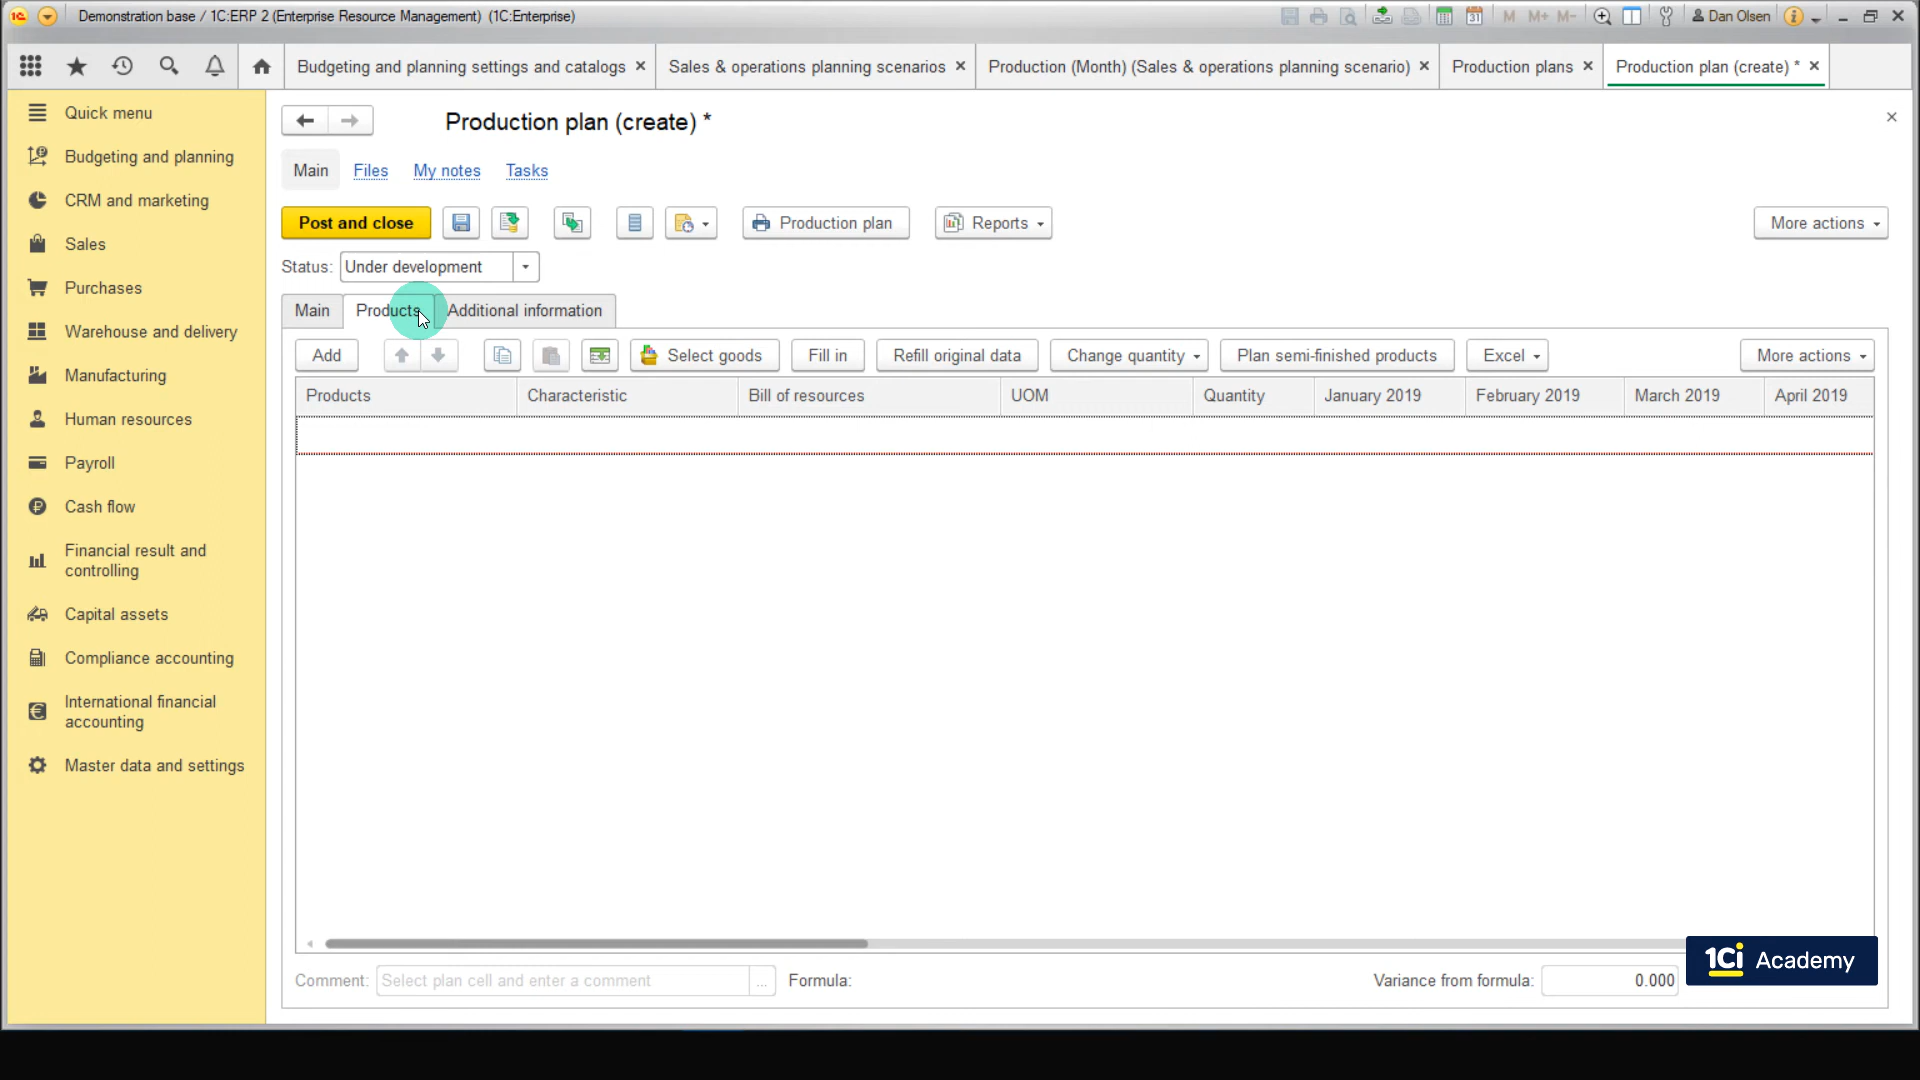 Demonstration base / 1C:ERP 2 (Enterprise Resource Management) (1C:Enterprise)
M M+ M- Dan Olsen
Budgeting and planning settings and catalogs
Sales & operations planning scenarios
Production (Month) (Sales & operations planning scenario)
Production plans
Production plan (create) *
Quick menu
Budgeting and planning
CRM and marketing
Sales
Purchases
Warehouse and delivery
Manufacturing
Human resources
Payroll
Cash flow
Financial result and
controlling
Capital assets
Compliance accounting
International financial
accounting
Master data and settings
Production plan (create) *
Main Files My notes Tasks
Post and close Production plan Reports More actions
Status: Under development
Main Products Additional information
Add Select goods Fill in Refill original data Change quantity Plan semi-finished products Excel More actions
Products Characteristic Bill of resources UOM Quantity January 2019 February 2019 March 2019 April 2019
Comment: Select plan cell and enter a comment ... Formula: Variance from formula: 0.000
1Ci Academy